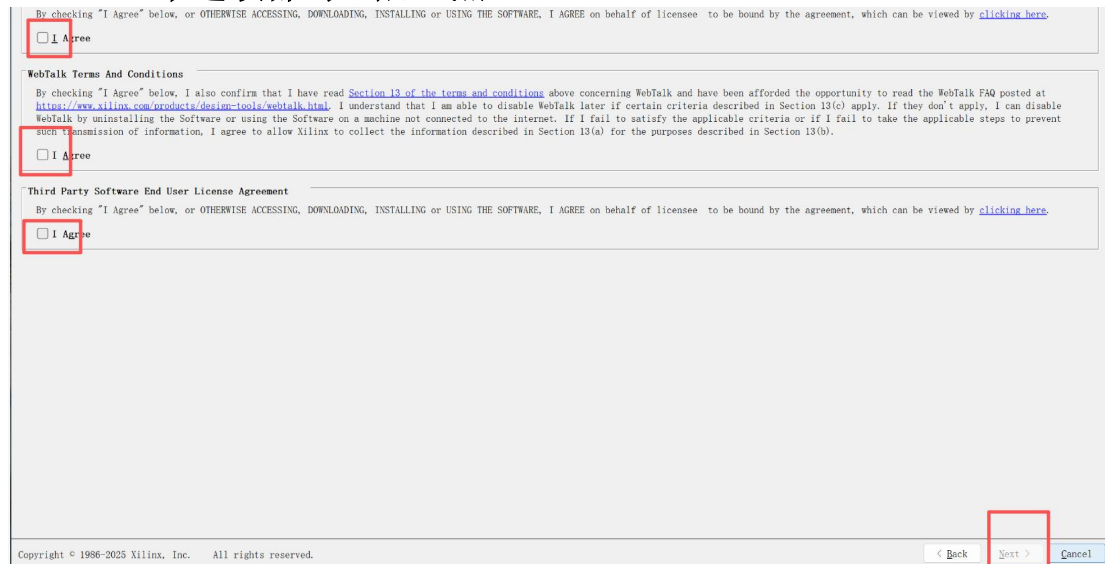 By checking "I Agree" below, or OTHERWISE ACCESSING, DOWNLOADING, INSTALLING or USING THE SOFTWARE, I AGREE on behalf of licensee to be bound by the agreement, which can be viewed by clicking here.
I Agree
WebTalk Terms And Conditions
By checking "I Agree" below, I also confirm that I have read Section 13 of the terms and conditions above concerning WebTalk and have been afforded the opportunity to read the WebTalk FAQ posted at
https://www.xilinx.com/products/design-tools/webtalk.html. I understand that I am able to disable WebTalk later if certain criteria described in Section 13(c) apply. If they don't apply, I can disable
WebTalk by uninstalling the Software or using the Software on a machine not connected to the internet. If I fail to satisfy the applicable criteria or if I fail to take the applicable steps to prevent
such transmission of information, I agree to allow Xilinx to collect the information described in Section 13(a) for the purposes described in Section 13(b).
I Agree
Third Party Software End User License Agreement
By checking "I Agree" below, or OTHERWISE ACCESSING, DOWNLOADING, INSTALLING or USING THE SOFTWARE, I AGREE on behalf of licensee to be bound by the agreement, which can be viewed by clicking here.
I Agree
Copyright © 1986-2025 Xilinx, Inc. All rights reserved.
< Back Next > Cancel